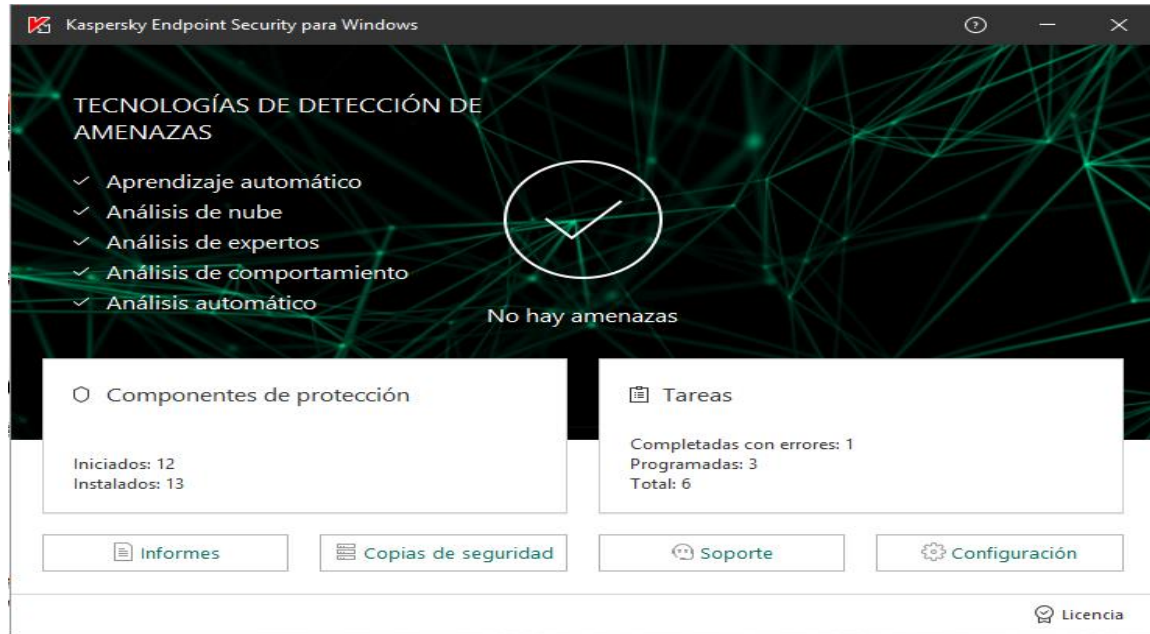 Kaspersky Endpoint Security para Windows
TECNOLOGÍAS DE DETECCIÓN DE
AMENAZAS
Aprendizaje automático
Análisis de nube
Análisis de expertos
Análisis de comportamiento
Análisis automático
No hay amenazas
Componentes de protección
Iniciados: 12
Instalados: 13
Tareas
Completadas con errores: 1
Programadas: 3
Total: 6
Informes
Copias de seguridad
Soporte
Configuración
Licencia